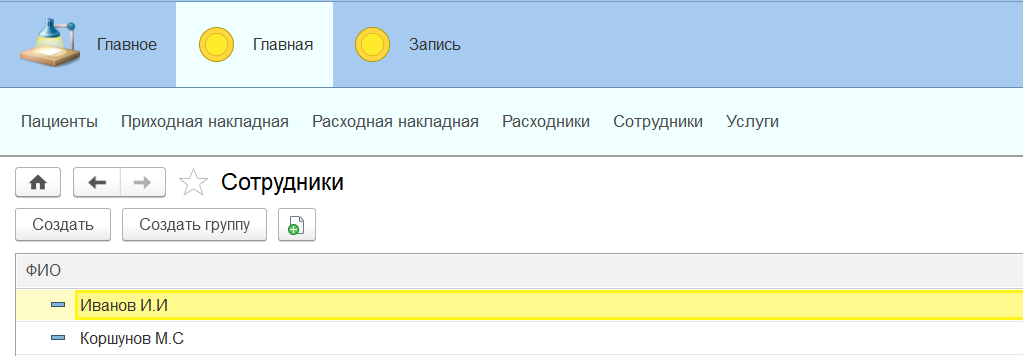 Главное Главная Запись
Пациенты Приходная накладная Расходная накладная Расходники Сотрудники Услуги
Сотрудники
Создать Создать группу
ФИО
Иванов И.И
Коршунов М.С